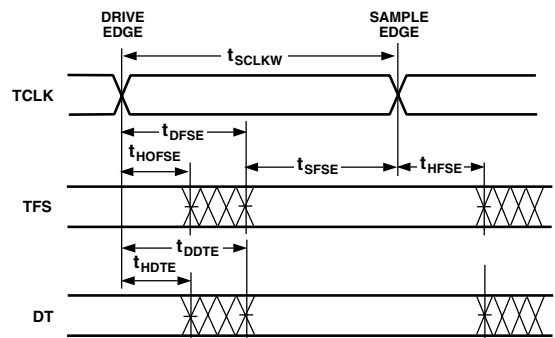 DRIVE EDGE
SAMPLE EDGE
tSCLKW
TCLK
tDFSE
tHOFSE
tSFSE
tHFSE
TFS
tDDTE
tHDTE
DT